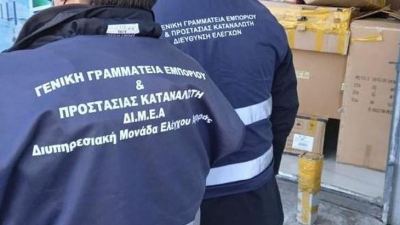 ΓΕΝΙΚΗ ΓΡΑΜΜΑΤΕΙΑ ΕΜΠΟΡΙΟΥ
& ΠΡΟΣΤΑΣΙΑΣ ΚΑΤΑΝΑΛΩΤΗ
ΔΙΕΥΘΥΝΣΗ ΕΛΕΓΧΩΝ
ΓΕΝΙΚΗ ΓΡΑΜΜΑΤΕΙΑ ΕΜΠΟΡΙΟΥ
&
ΠΡΟΣΤΑΣΙΑΣ ΚΑΤΑΝΑΛΩΤΗ
ΔΙ.Μ.Ε.Α
Διυπηρεσιακή Μονάδα Ελέγχου